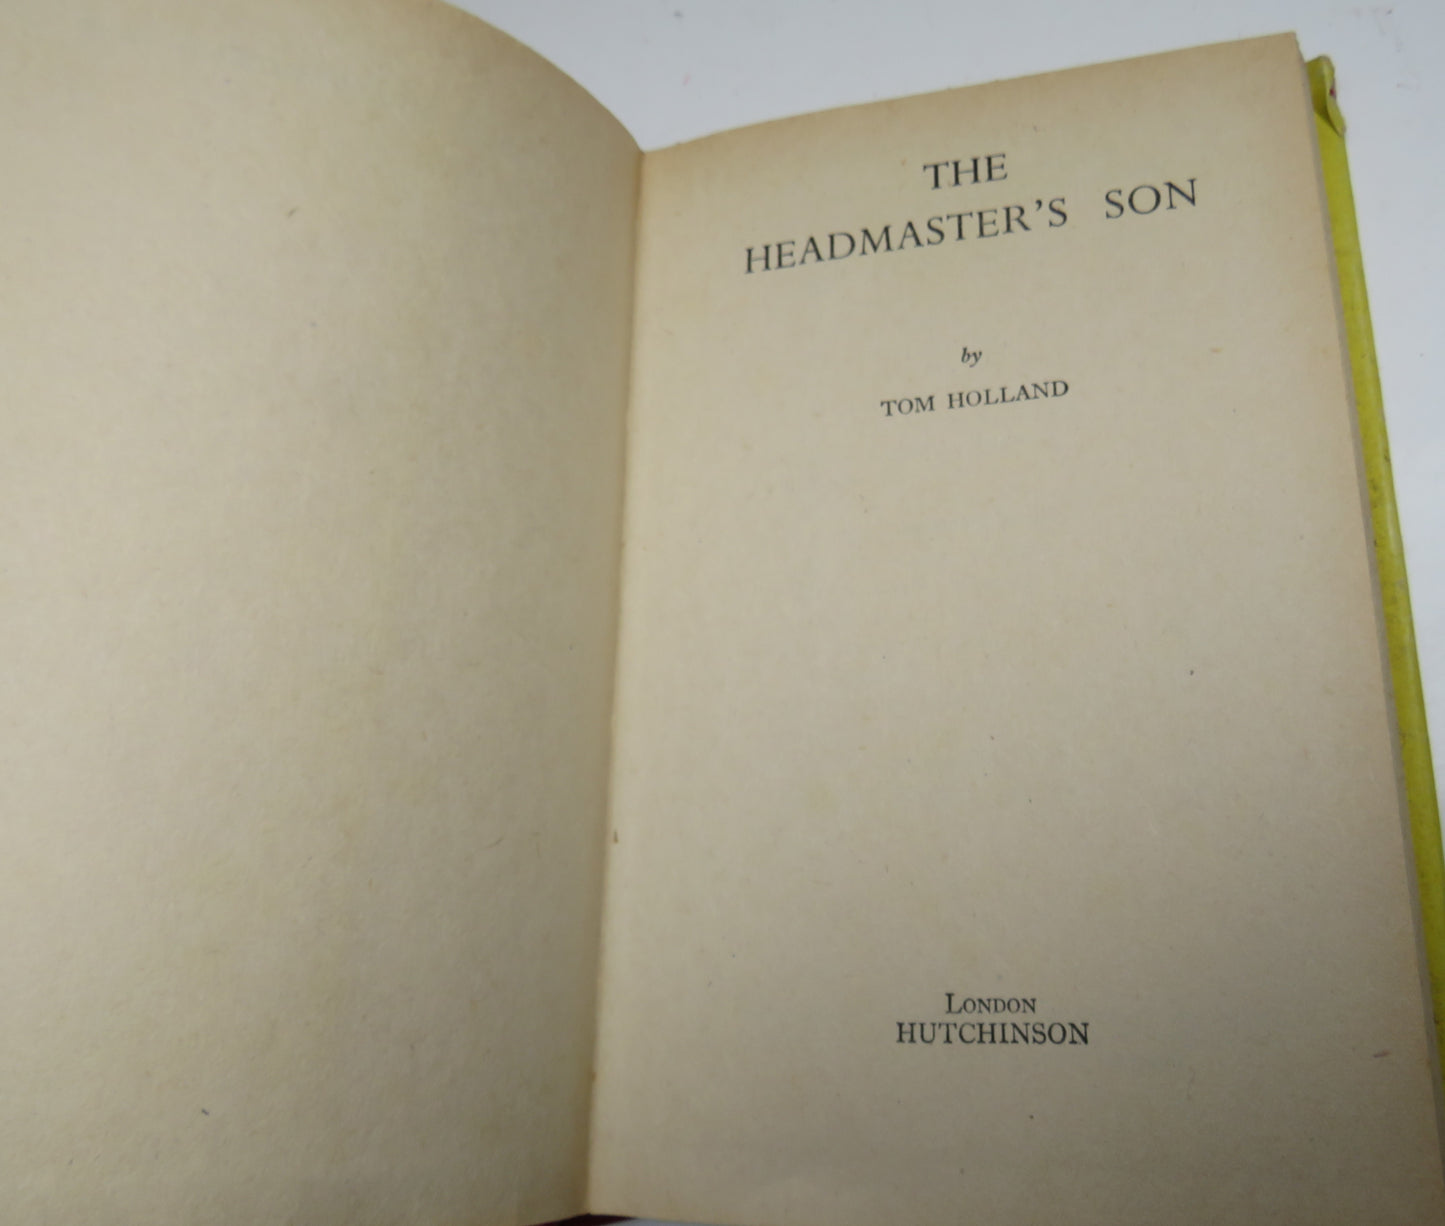 THE
HEADMASTER'S SON
by
TOM HOLLAND
London
HUTCHINSON